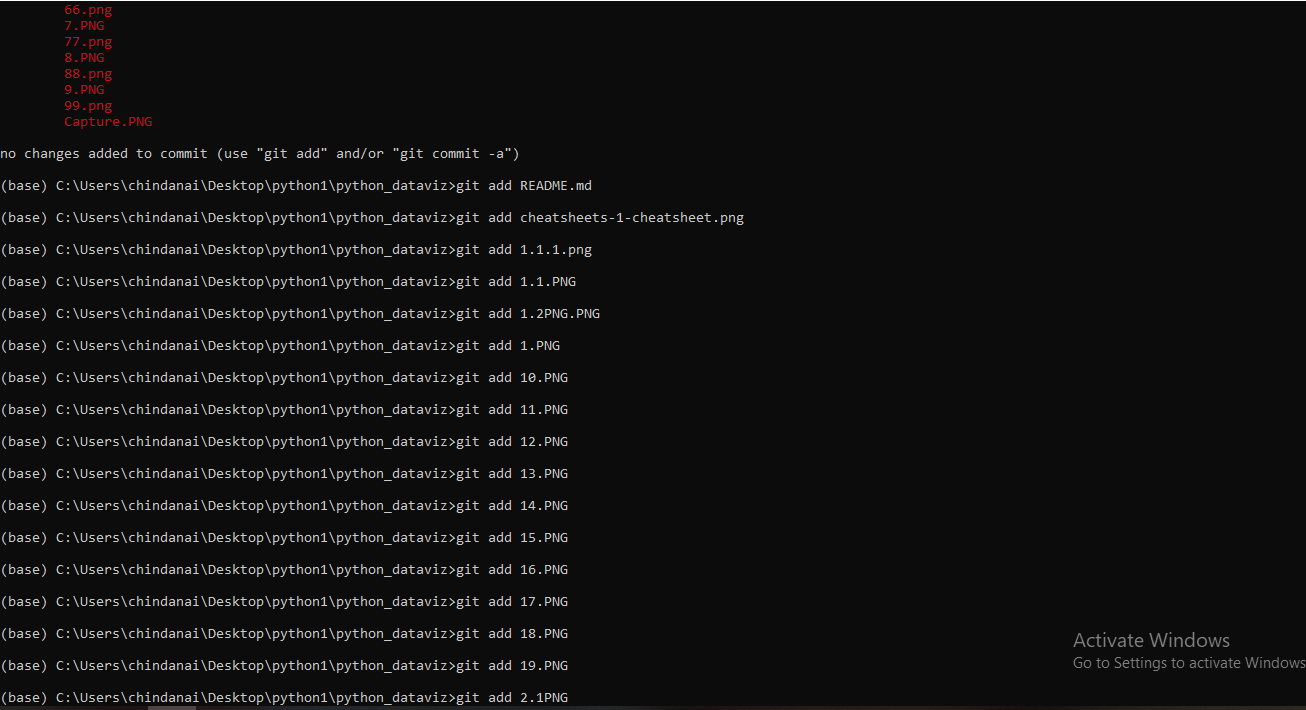 66.png
7.PNG
77.png
8.PNG
88.png
9.PNG
99.png
Capture.PNG
no changes added to commit (use "git add" and/or "git commit -a")
(base) C:\Users\chindanai\Desktop\python1\python_dataviz>git add README.md
(base) C:\Users\chindanai\Desktop\python1\python_dataviz>git add cheatsheets-1-cheatsheet.png
(base) C:\Users\chindanai\Desktop\python1\python_dataviz>git add 1.1.1.png
(base) C:\Users\chindanai\Desktop\python1\python_dataviz>git add 1.1.PNG
(base) C:\Users\chindanai\Desktop\python1\python_dataviz>git add 1.2PNG.PNG
(base) C:\Users\chindanai\Desktop\python1\python_dataviz>git add 1.PNG
(base) C:\Users\chindanai\Desktop\python1\python_dataviz>git add 10.PNG
(base) C:\Users\chindanai\Desktop\python1\python_dataviz>git add 11.PNG
(base) C:\Users\chindanai\Desktop\python1\python_dataviz>git add 12.PNG
(base) C:\Users\chindanai\Desktop\python1\python_dataviz>git add 13.PNG
(base) C:\Users\chindanai\Desktop\python1\python_dataviz>git add 14.PNG
(base) C:\Users\chindanai\Desktop\python1\python_dataviz>git add 15.PNG
(base) C:\Users\chindanai\Desktop\python1\python_dataviz>git add 16.PNG
(base) C:\Users\chindanai\Desktop\python1\python_dataviz>git add 17.PNG
(base) C:\Users\chindanai\Desktop\python1\python_dataviz>git add 18.PNG
(base) C:\Users\chindanai\Desktop\python1\python_dataviz>git add 19.PNG
(base) C:\Users\chindanai\Desktop\python1\python_dataviz>git add 2.1PNG
Activate Windows
Go to Settings to activate Windows